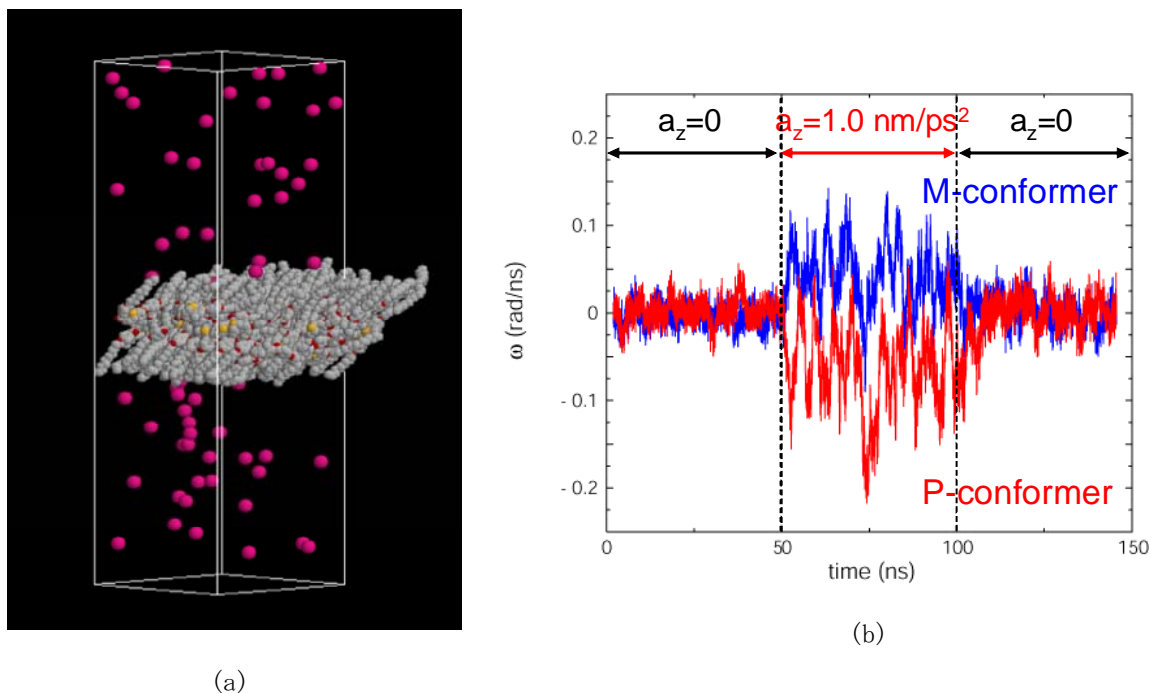 a_z=0
a_z=1.0 nm/ps²
a_z=0
M-conformer
P-conformer
0.2
0.1
0
- 0.1
- 0.2
ω (rad/ns)
0
50
100
150
time (ns)
(a)
(b)